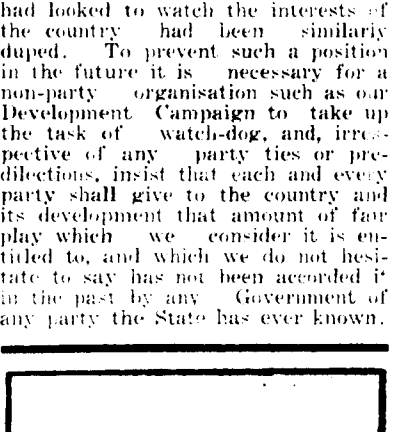 had looked to watch the interests of
the country had been similarly
duped. To prevent such a position
in the future it is necessary for a
non-party organisation such as our
Development Campaign to take up
the task of watch-dog, and, irres-
pective of any party ties or pre-
dilections, insist that each and every
party shall give to the country and
its development that amount of fair
play which we consider it is en-
titled to, and which we do not hesi-
tate to say has not been accorded it
in the past by any Government of
any party the State has ever known.